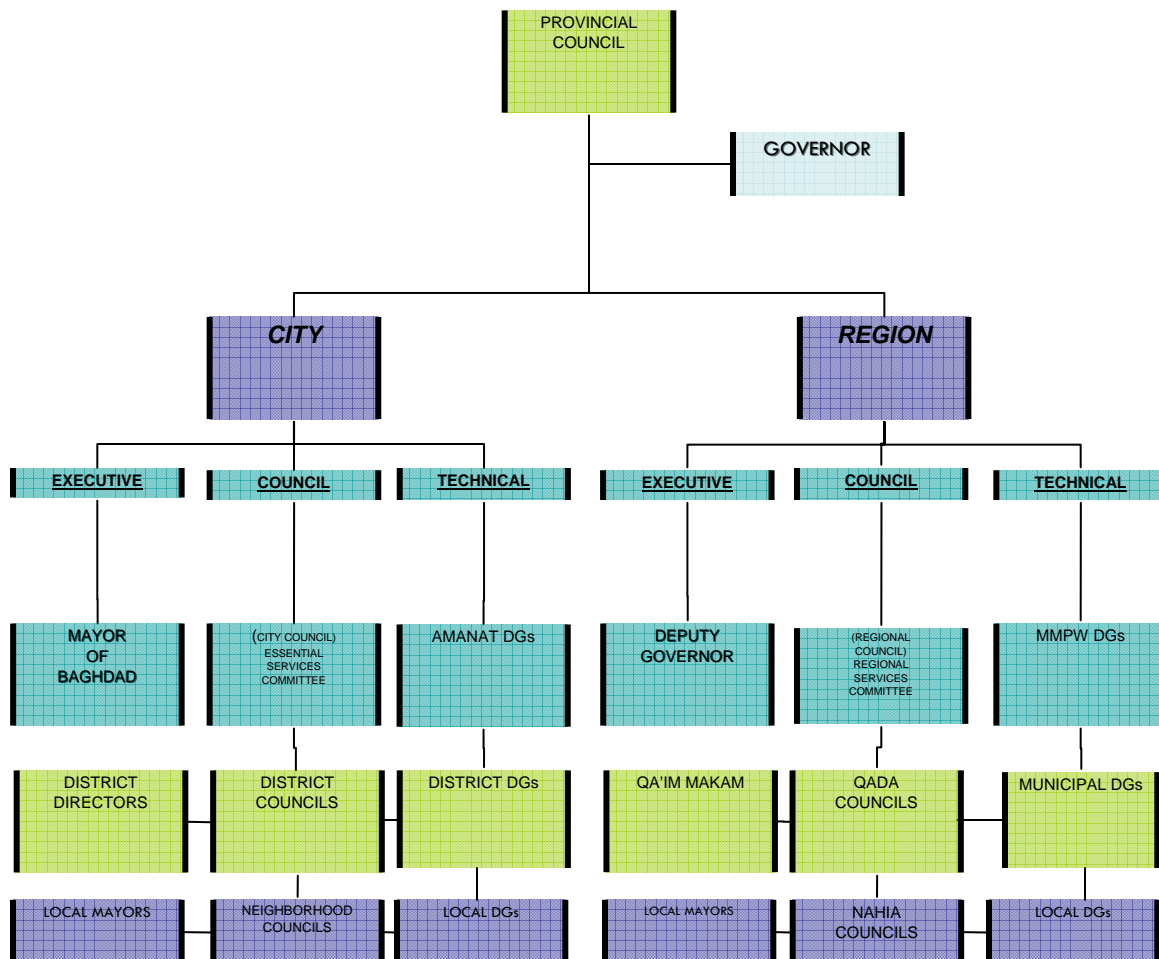 PROVINCIAL
COUNCIL
GOVERNOR
CITY
REGION
EXECUTIVE
COUNCIL
TECHNICAL
EXECUTIVE
COUNCIL
TECHNICAL
MAYOR
OF
BAGHDAD
(CITY COUNCIL)
ESSENTIAL
SERVICES
COMMITTEE
AMANAT DGs
DEPUTY
GOVERNOR
(REGIONAL
COUNCIL)
REGIONAL
SERVICES
COMMITTEE
MMPW DGs
DISTRICT
DIRECTORS
DISTRICT
COUNCILS
DISTRICT DGs
QA'IM MAKAM
QADA
COUNCILS
MUNICIPAL DGs
LOCAL MAYORS
NEIGHBORHOOD
COUNCILS
LOCAL DGs
LOCAL MAYORS
NAHIA
COUNCILS
LOCAL DGs